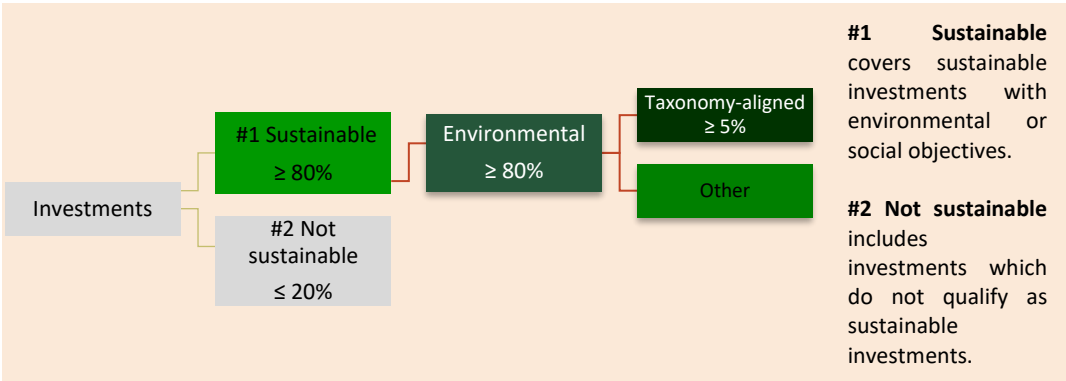 Investments
#1 Sustainable
≥ 80%
#2 Not
sustainable
≤ 20%
Environmental
≥ 80%
Taxonomy-aligned
≥ 5%
Other
#1 Sustainable
covers sustainable
investments with
environmental or
social objectives.
#2 Not sustainable
includes
investments which
do not qualify as
sustainable
investments.